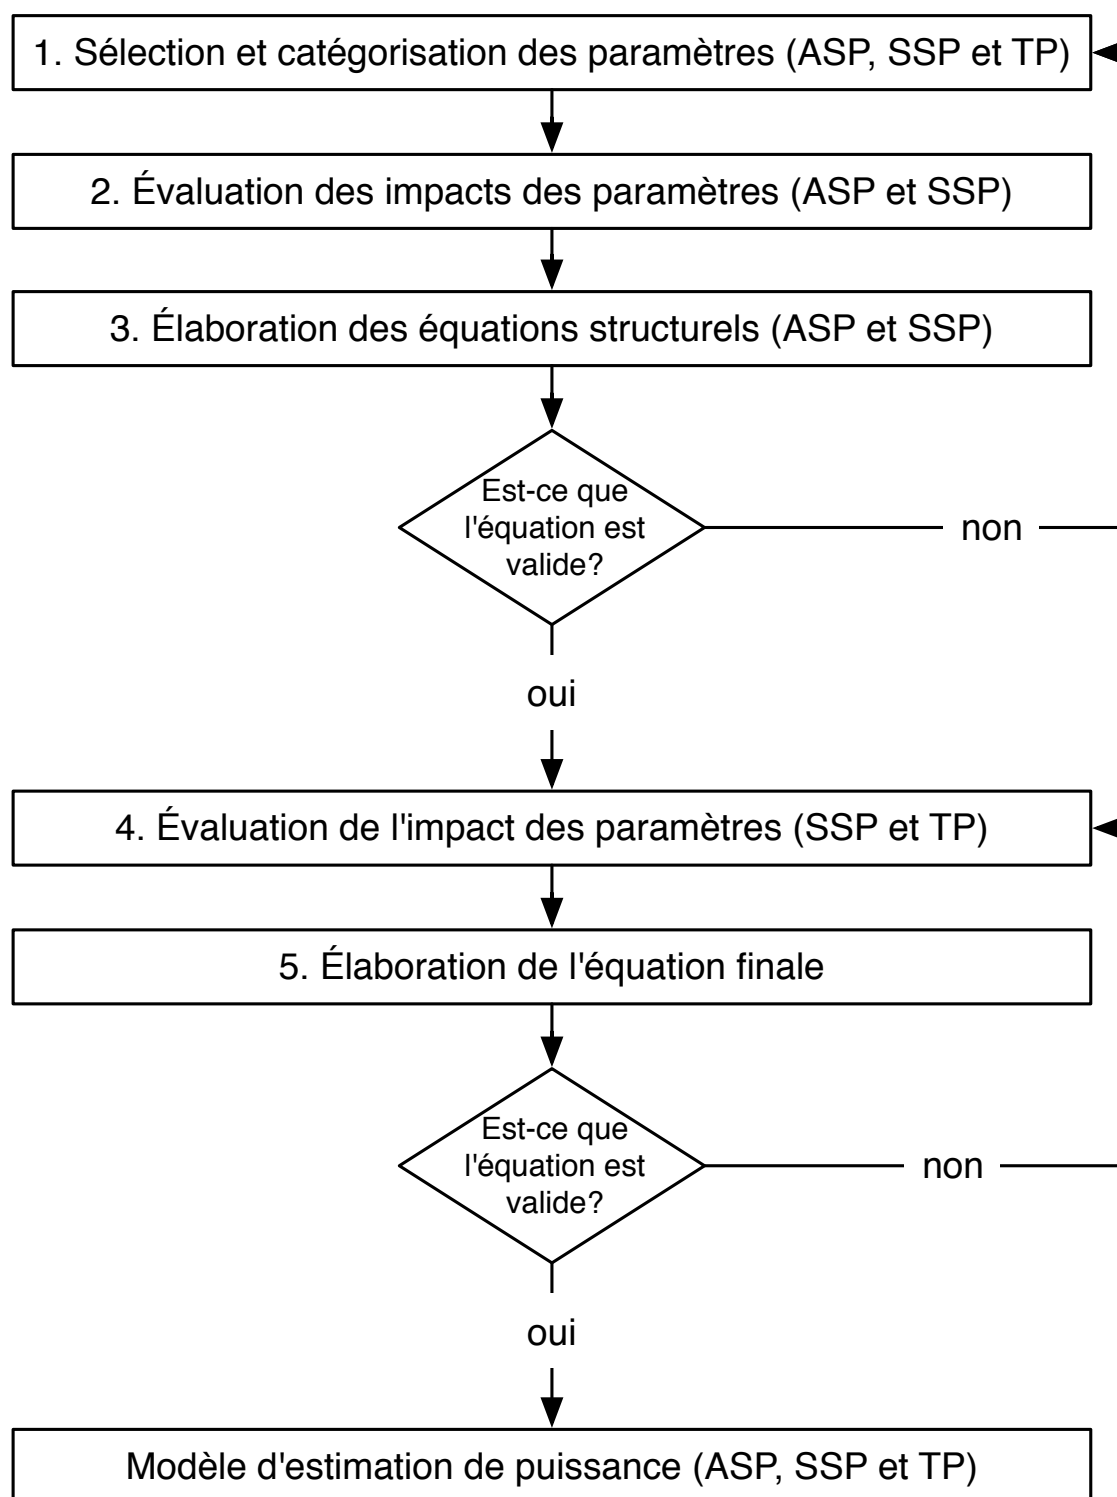 1. Sélection et catégorisation des paramètres (ASP, SSP et TP)
2. Évaluation des impacts des paramètres (ASP et SSP)
3. Élaboration des équations structurels (ASP et SSP)
Est-ce que
l'équation est
valide?
non
oui
4. Évaluation de l'impact des paramètres (SSP et TP)
5. Élaboration de l'équation finale
Est-ce que
l'équation est
valide?
non
oui
Modèle d'estimation de puissance (ASP, SSP et TP)